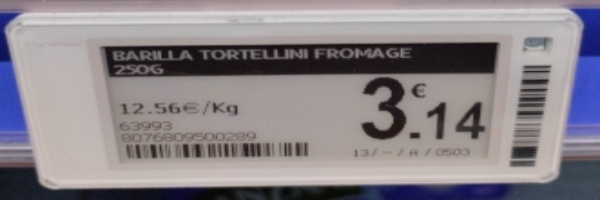 BARILLA TORTELLINI FROMAGE
250G
12.56€/Kg
3€.14
63993
8076809500289
13/-/A/0503